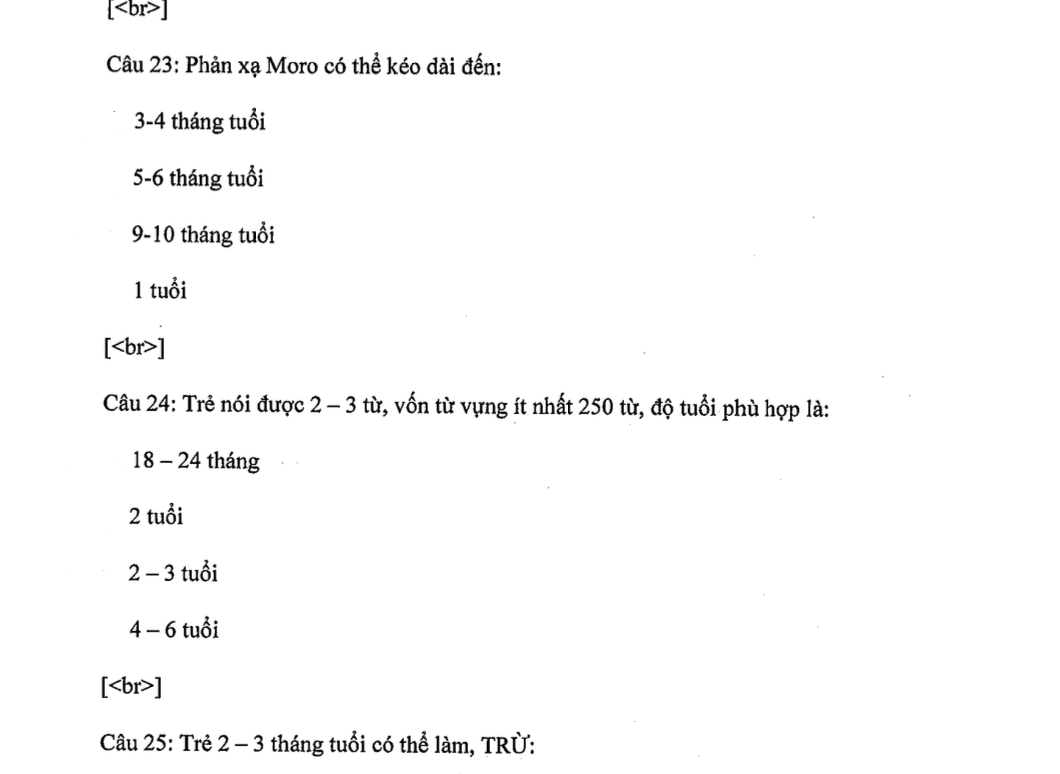 [<br>]
Câu 23: Phản xạ Moro có thể kéo dài đến:
3-4 tháng tuổi
5-6 tháng tuổi
9-10 tháng tuổi
1 tuổi
[<br>]
Câu 24: Trẻ nói được 2 – 3 từ, vốn từ vựng ít nhất 250 từ, độ tuổi phù hợp là:
18 – 24 tháng
2 tuổi
2 – 3 tuổi
4 – 6 tuổi
[<br>]
Câu 25: Trẻ 2 – 3 tháng tuổi có thể làm, TRỪ: